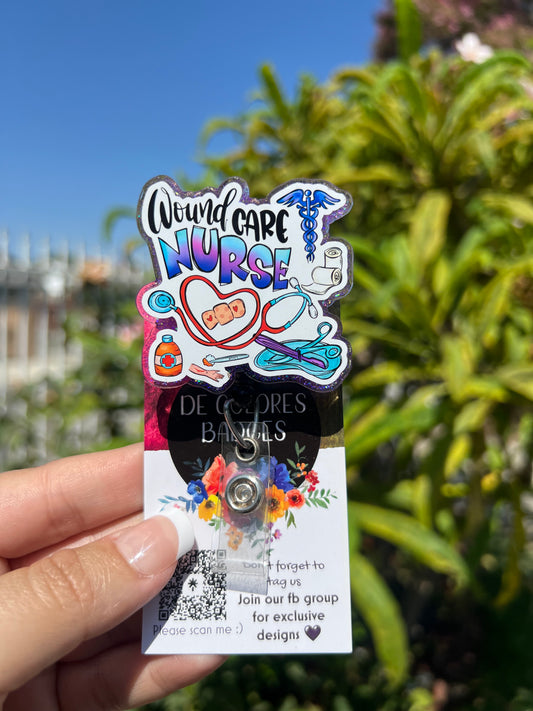 Wound CARE
NURSE
DE COLORES
BADGES
Don't forget to
tag us
Join our fb group
for exclusive
designs 🖤
Please scan me :)